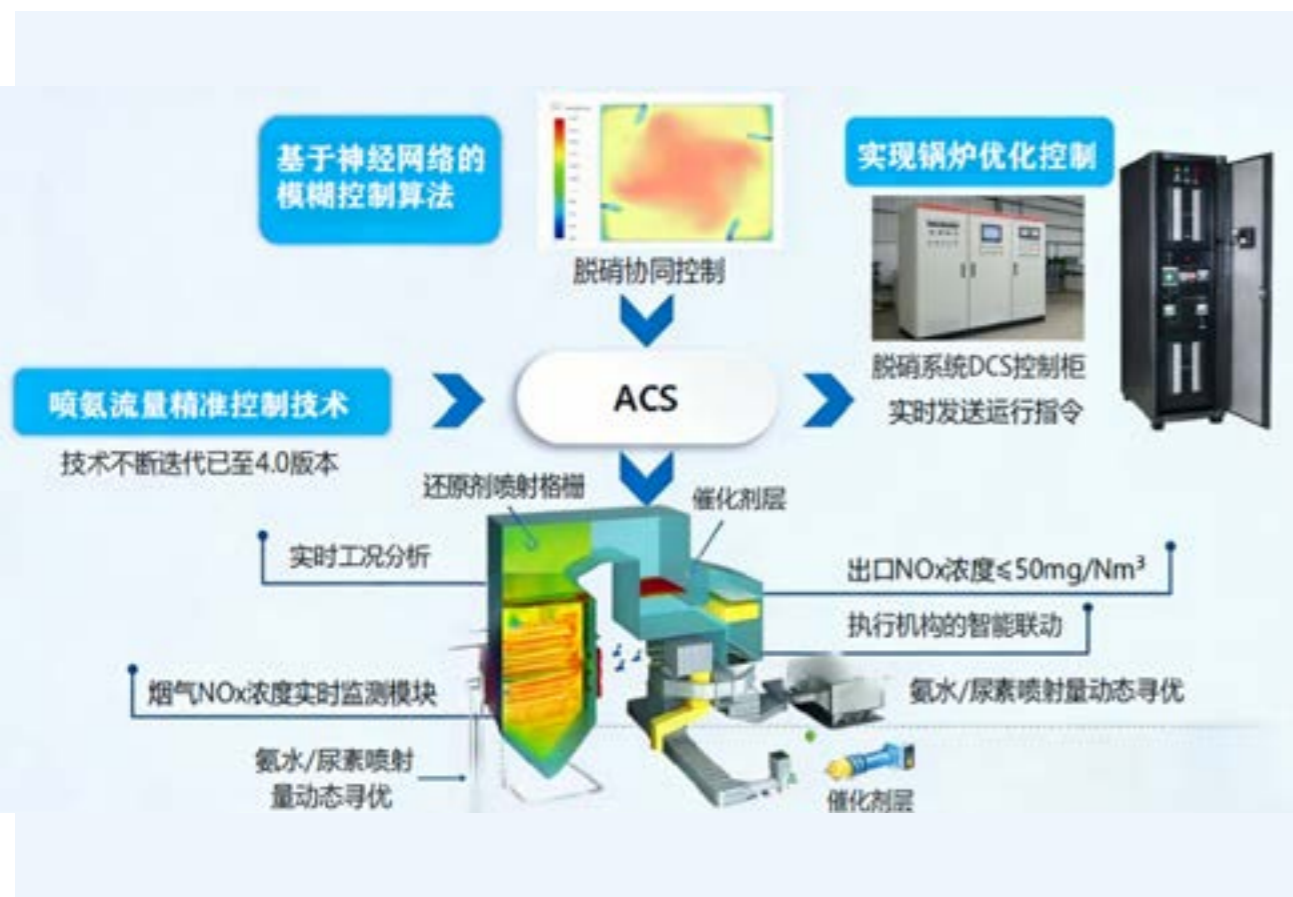 基于神经网络的
模糊控制算法
脱硝协同控制
实现锅炉优化控制
脱硝系统DCS控制柜
实时发送运行指令
喷氨流量精准控制技术
技术不断迭代已至4.0版本
ACS
还原剂喷射格栅
催化剂层
实时工况分析
出口NOx浓度≤50mg/Nm³
执行机构的智能联动
烟气NOx浓度实时监测模块
氨水/尿素喷射量动态寻优
氨水/尿素喷射
量动态寻优
催化剂层